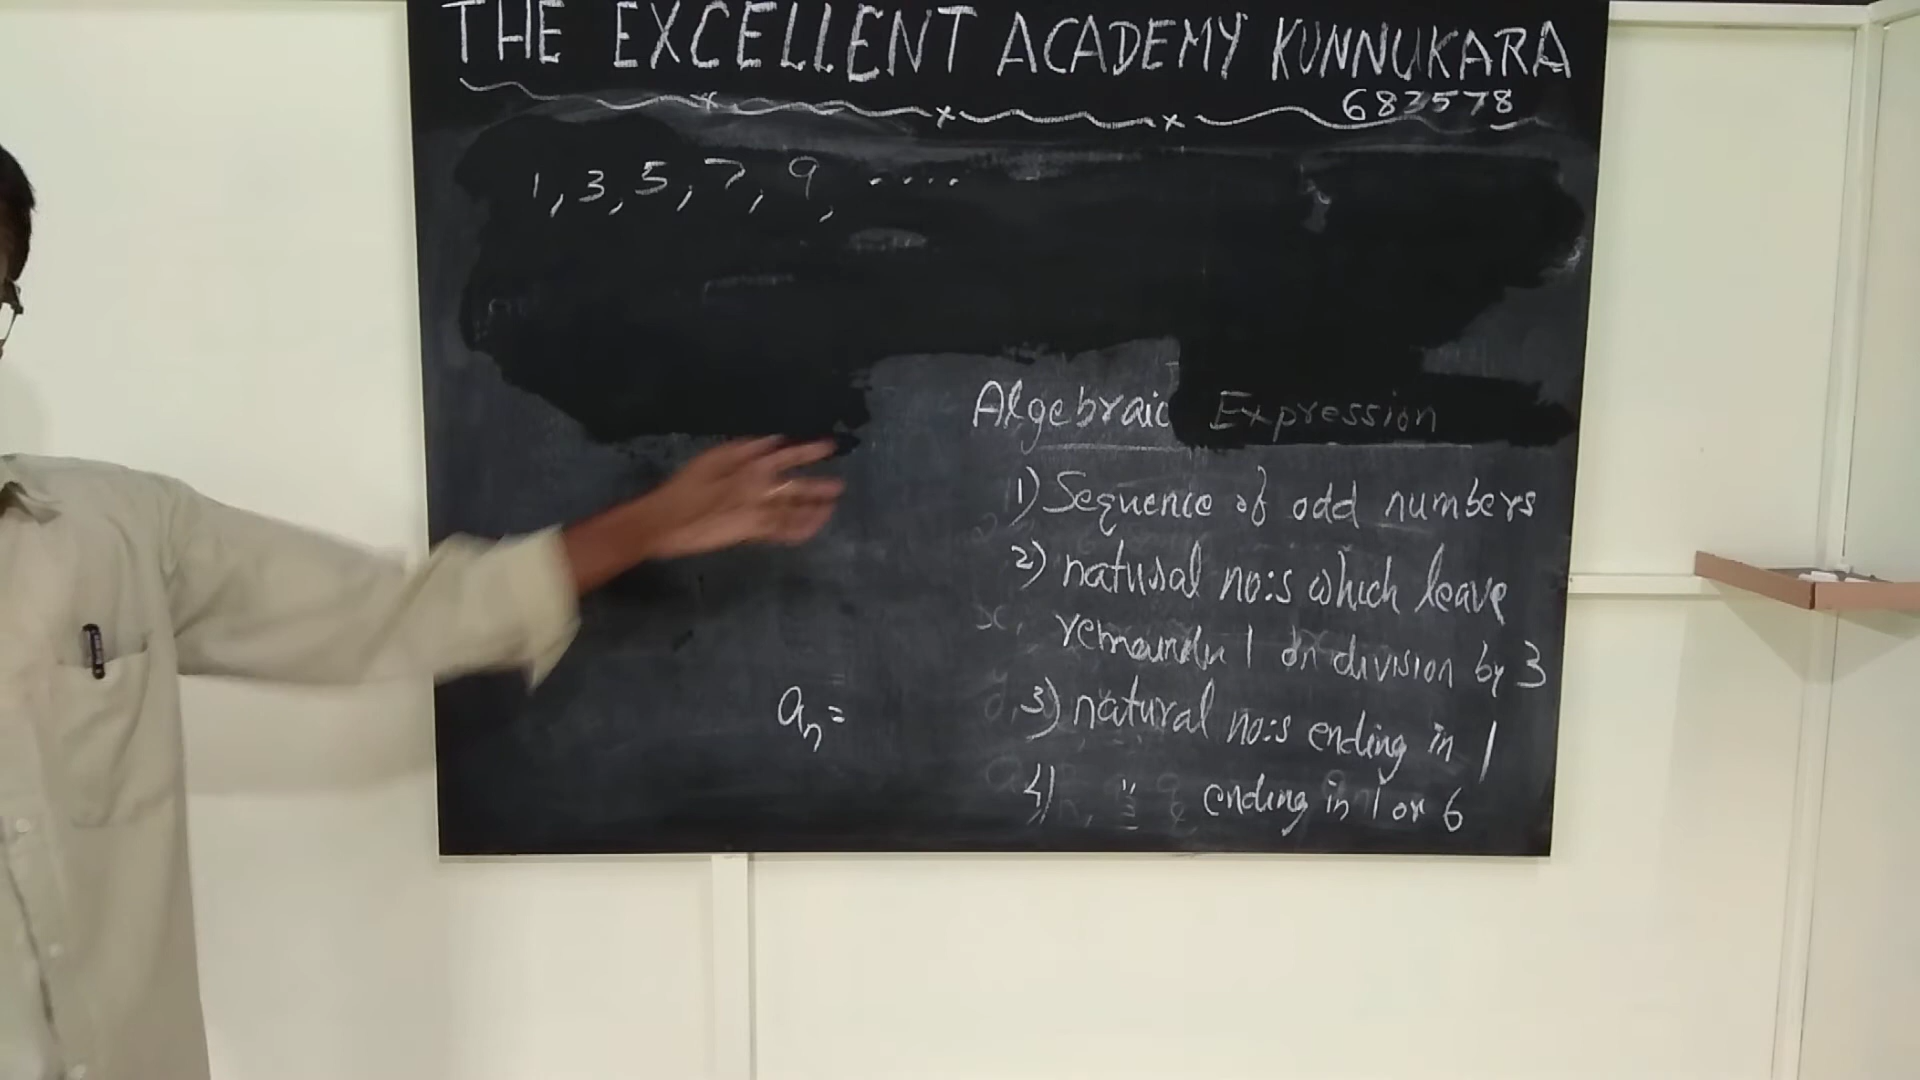 THE EXCELLENT ACADEMY KUNNUKARA
683578
1, 3, 5, 7, 9, ....
Algebraic Expression
1) Sequence of odd numbers
2) natural no:s which leave
remainder 1 on division by 3
3) natural no:s ending in 1
4) " ending in 1 or 6
aₙ =